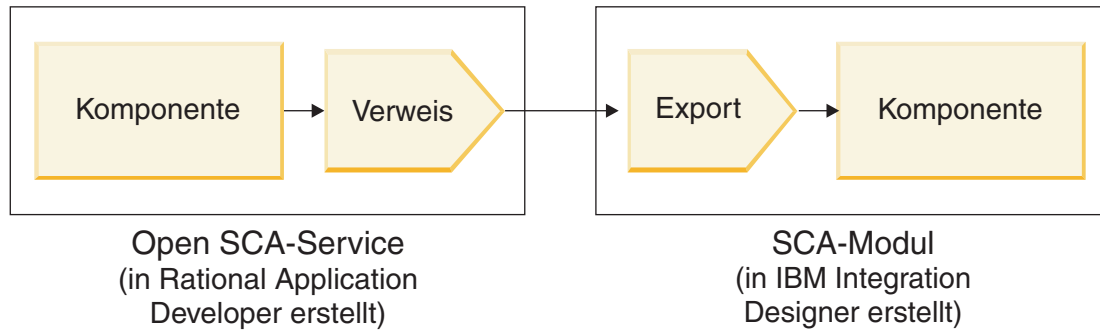 Komponente
Verweis
Export
Komponente
Open SCA-Service
(in Rational Application
Developer erstellt)
SCA-Modul
(in IBM Integration
Designer erstellt)